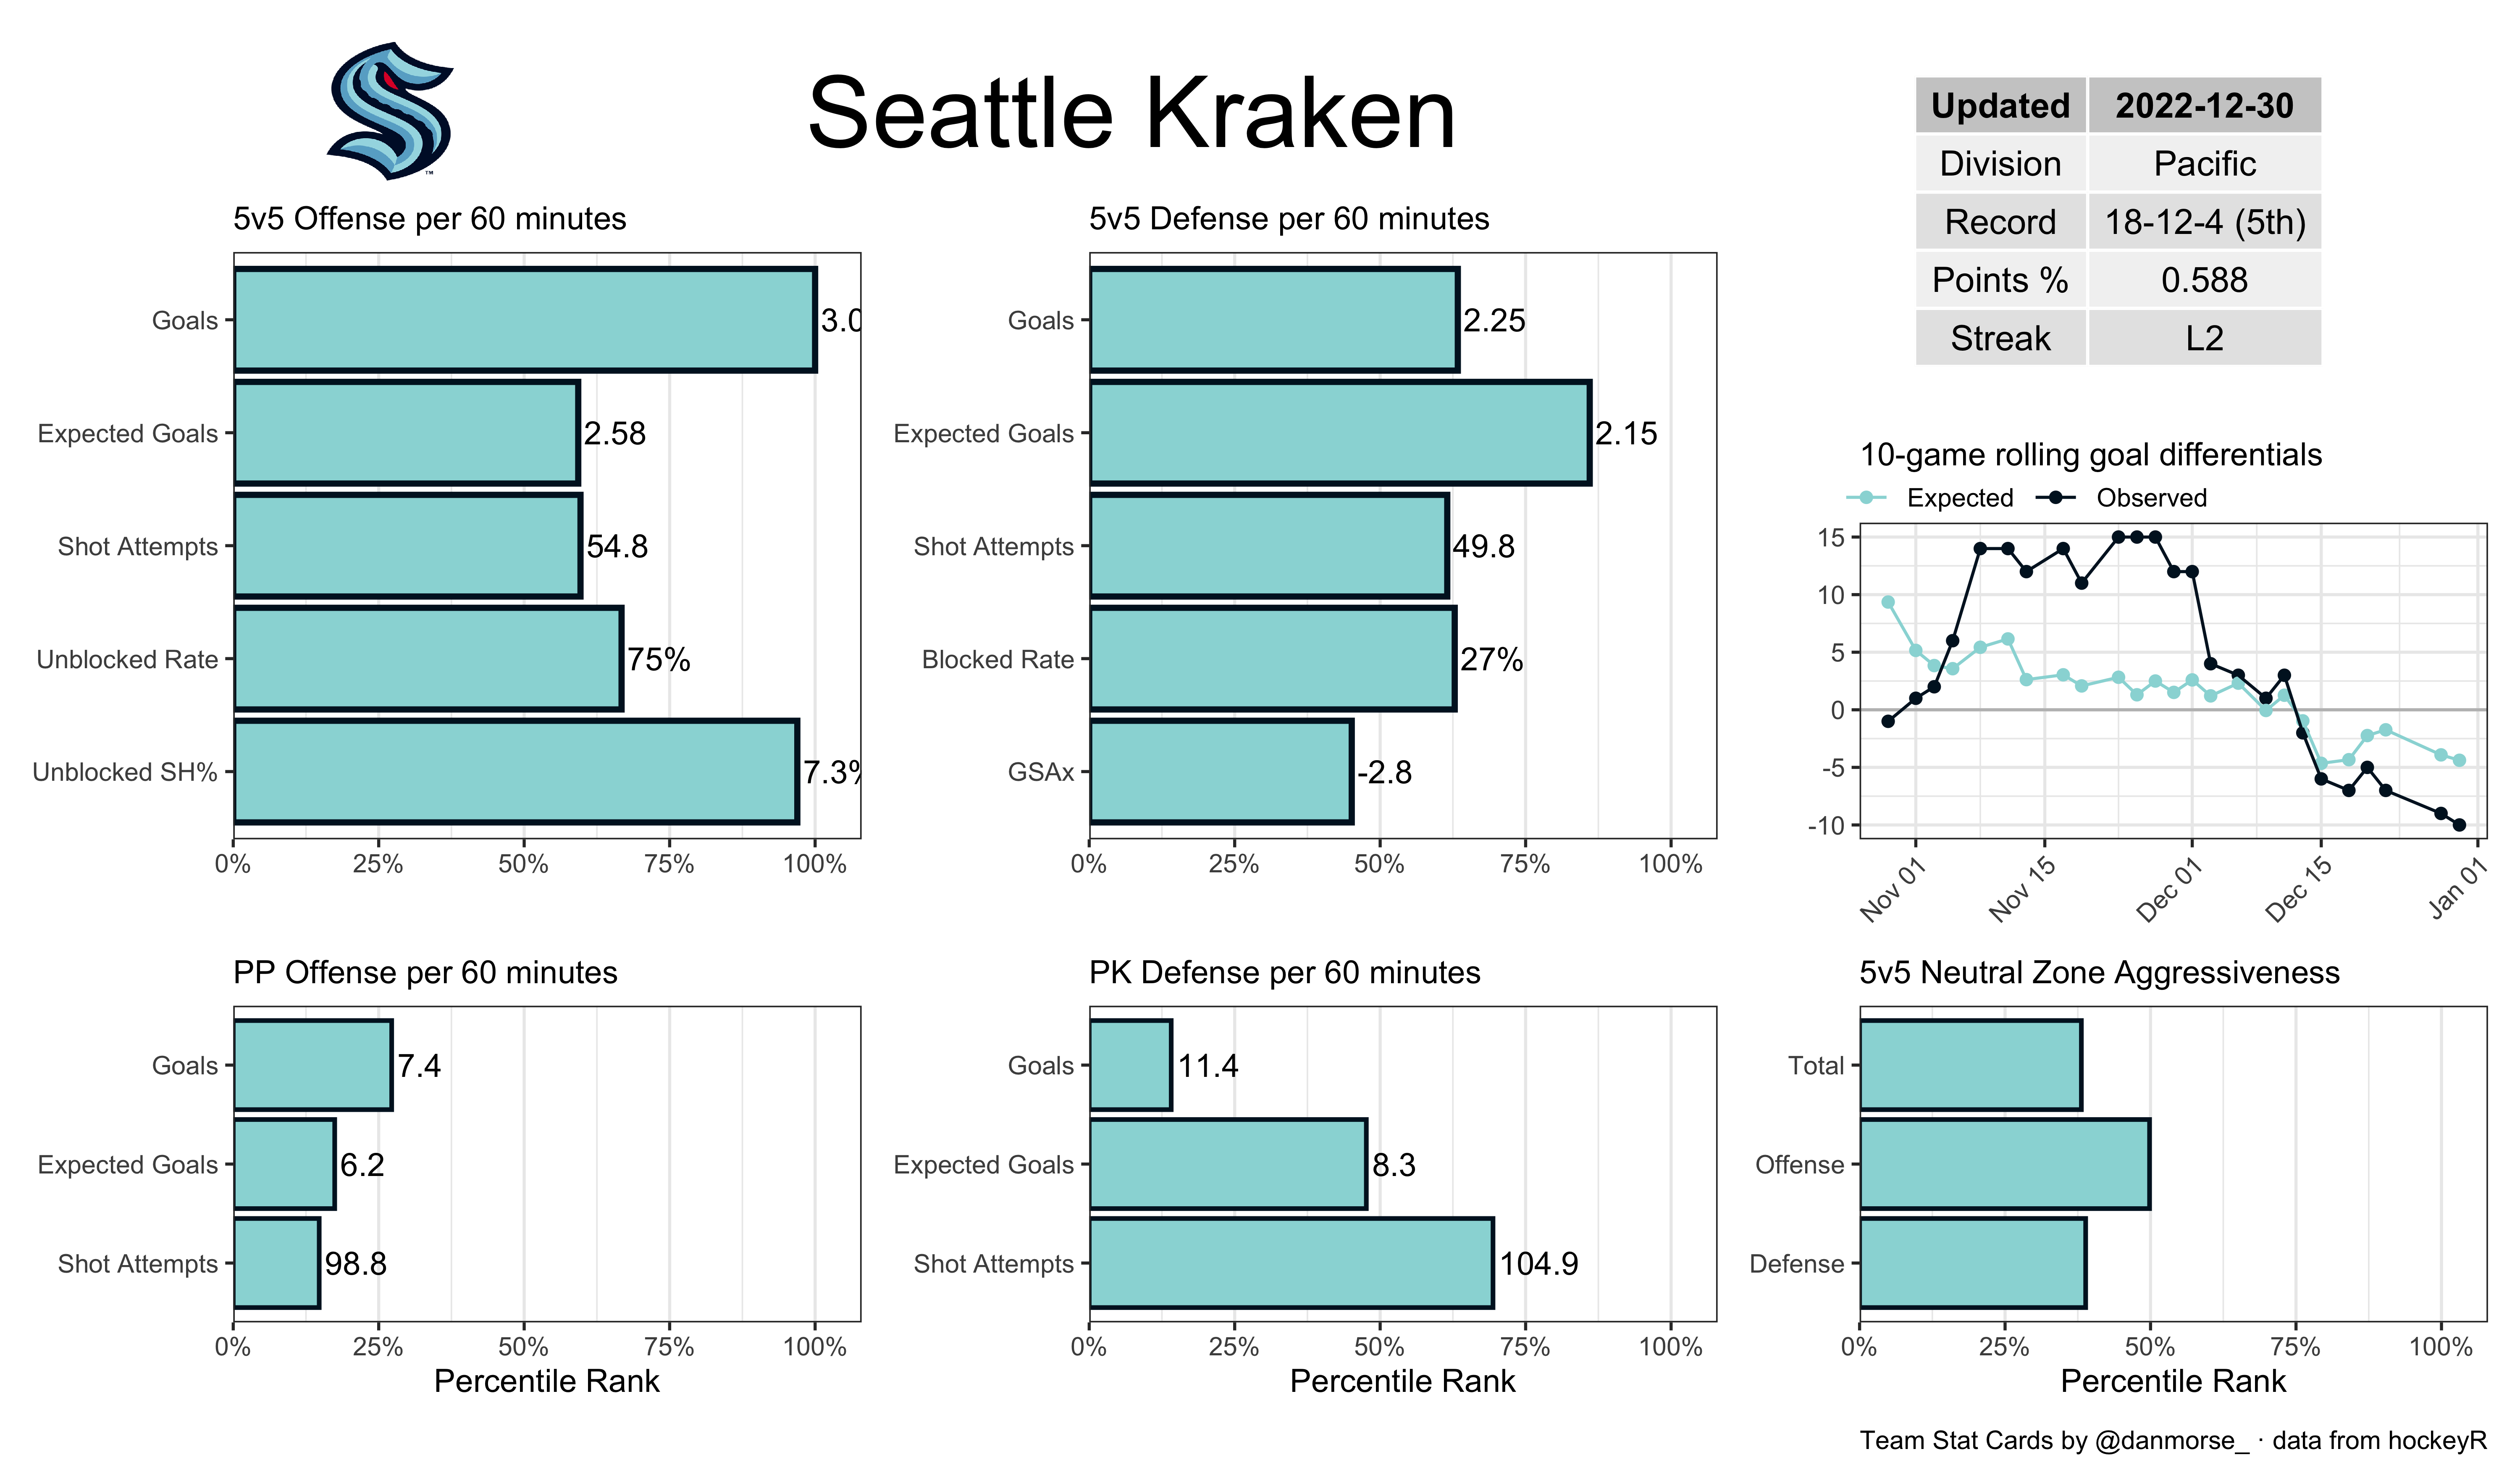 Seattle Kraken
TM
Updated 2022-12-30
Division Pacific
Record 18-12-4 (5th)
Points % 0.588
Streak L2
5v5 Offense per 60 minutes
Goals 3.0
Expected Goals 2.58
Shot Attempts 54.8
Unblocked Rate 75%
Unblocked SH% 7.3%
0% 25% 50% 75% 100%
5v5 Defense per 60 minutes
Goals 2.25
Expected Goals 2.15
Shot Attempts 49.8
Blocked Rate 27%
GSAx -2.8
0% 25% 50% 75% 100%
10-game rolling goal differentials
Expected Observed
15
10
5
0
-5
-10
Nov 01 Nov 15 Dec 01 Dec 15 Jan 01
PP Offense per 60 minutes
Goals 7.4
Expected Goals 6.2
Shot Attempts 98.8
0% 25% 50% 75% 100%
Percentile Rank
PK Defense per 60 minutes
Goals 11.4
Expected Goals 8.3
Shot Attempts 104.9
0% 25% 50% 75% 100%
Percentile Rank
5v5 Neutral Zone Aggressiveness
Total
Offense
Defense
0% 25% 50% 75% 100%
Percentile Rank
Team Stat Cards by @danmorse_ · data from hockeyR